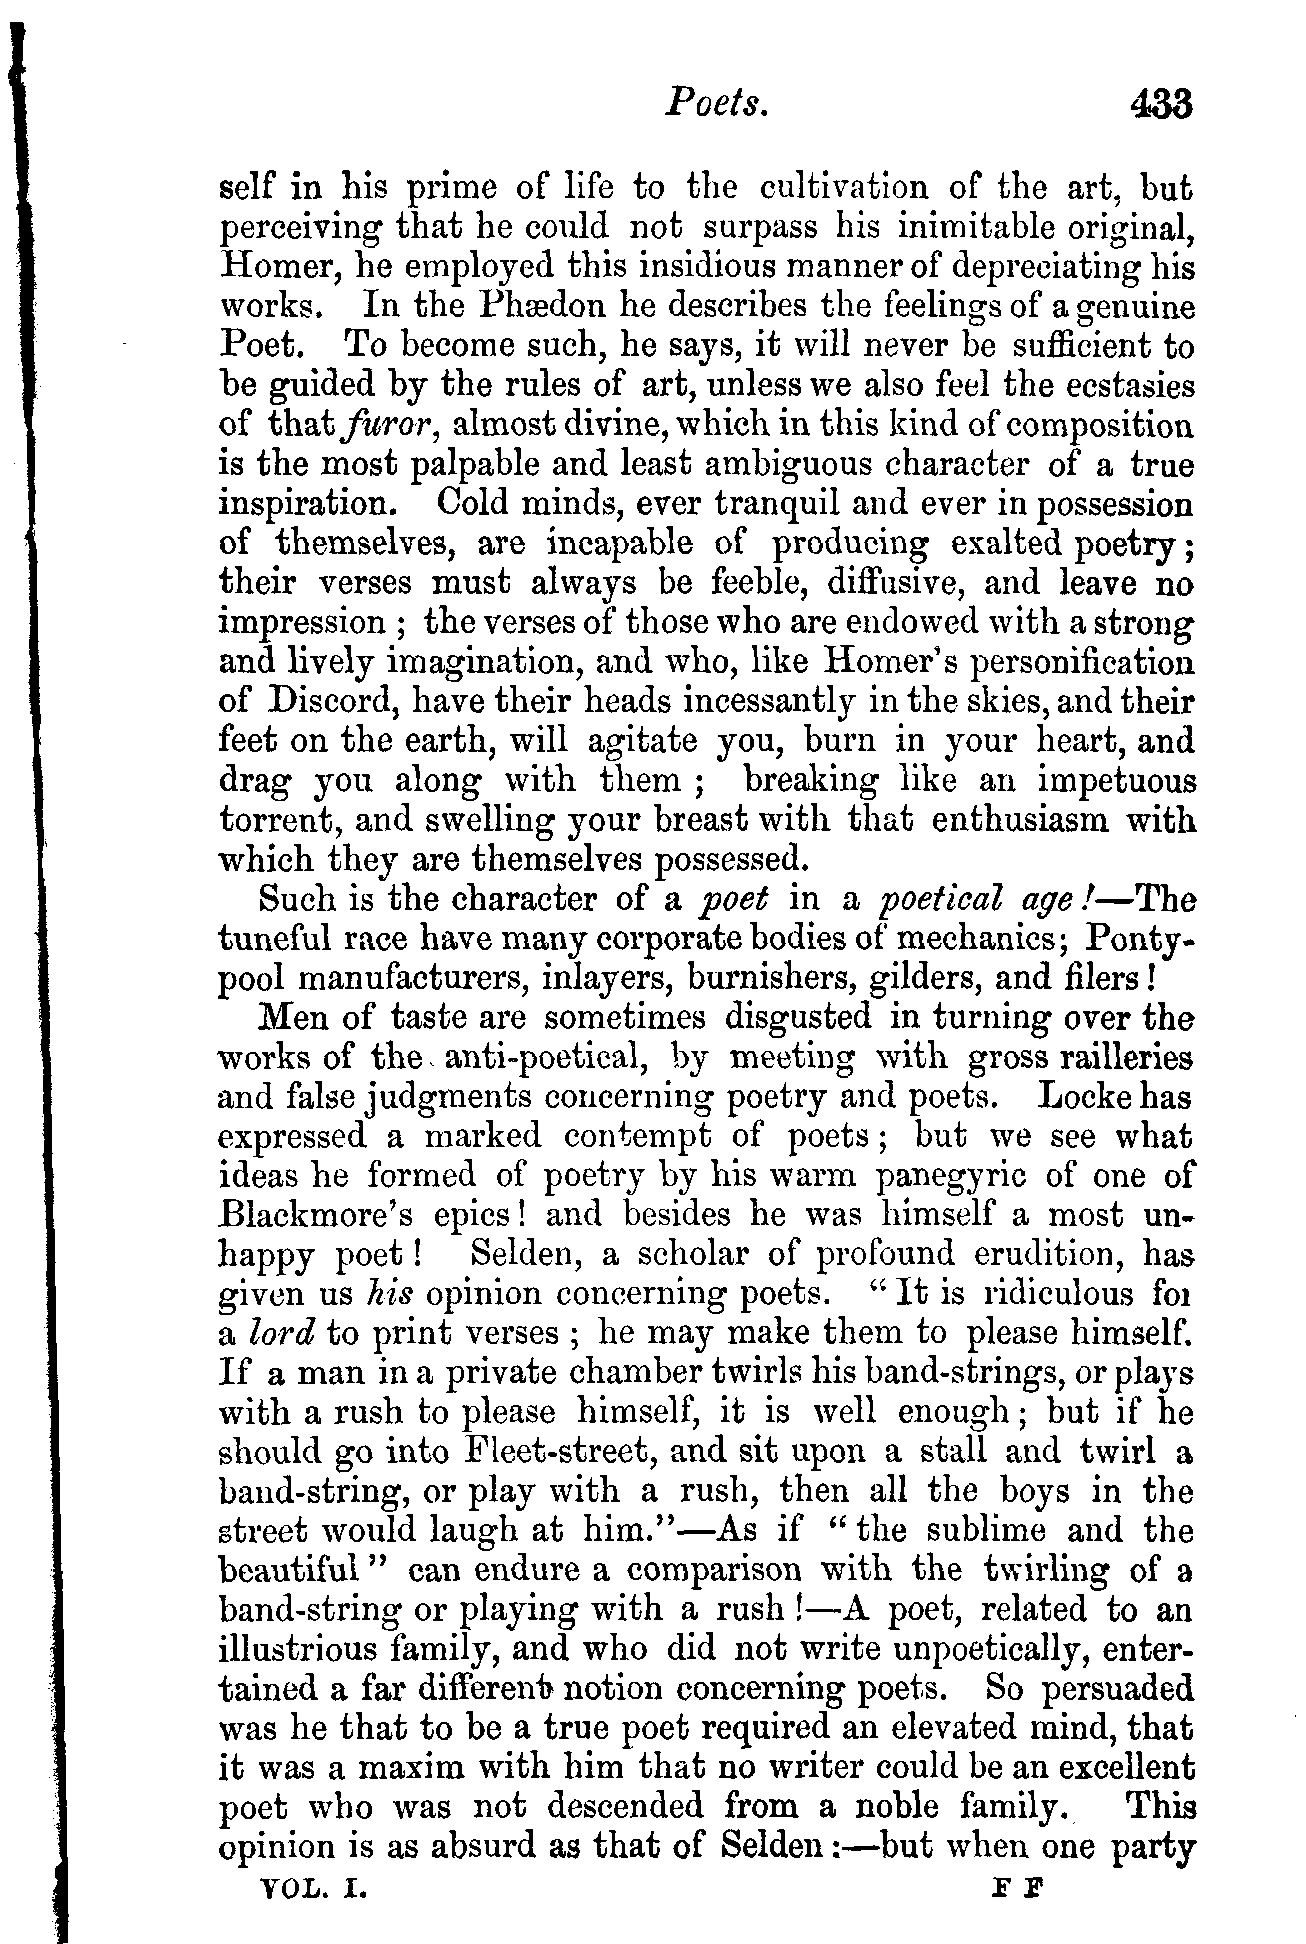 Poets. 433
self in his prime of life to the cultivation of the art, but
perceiving that he could not surpass his inimitable original,
Homer, he employed this insidious manner of depreciating his
works. In the Phædon he describes the feelings of a genuine
Poet. To become such, he says, it will never be sufficient to
be guided by the rules of art, unless we also feel the ecstasies
of that furor, almost divine, which in this kind of composition
is the most palpable and least ambiguous character of a true
inspiration. Cold minds, ever tranquil and ever in possession
of themselves, are incapable of producing exalted poetry;
their verses must always be feeble, diffusive, and leave no
impression ; the verses of those who are endowed with a strong
and lively imagination, and who, like Homer's personification
of Discord, have their heads incessantly in the skies, and their
feet on the earth, will agitate you, burn in your heart, and
drag you along with them ; breaking like an impetuous
torrent, and swelling your breast with that enthusiasm with
which they are themselves possessed.
Such is the character of a poet in a poetical age !—The
tuneful race have many corporate bodies of mechanics; Ponty-
pool manufacturers, inlayers, burnishers, gilders, and filers !
Men of taste are sometimes disgusted in turning over the
works of the anti-poetical, by meeting with gross railleries
and false judgments concerning poetry and poets. Locke has
expressed a marked contempt of poets ; but we see what
ideas he formed of poetry by his warm panegyric of one of
Blackmore's epics ! and besides he was himself a most un-
happy poet ! Selden, a scholar of profound erudition, has
given us his opinion concerning poets. "It is ridiculous for
a lord to print verses ; he may make them to please himself.
If a man in a private chamber twirls his band-strings, or plays
with a rush to please himself, it is well enough ; but if he
should go into Fleet-street, and sit upon a stall and twirl a
band-string, or play with a rush, then all the boys in the
street would laugh at him."—As if "the sublime and the
beautiful" can endure a comparison with the twirling of a
band-string or playing with a rush !—A poet, related to an
illustrious family, and who did not write unpoetically, enter-
tained a far different notion concerning poets. So persuaded
was he that to be a true poet required an elevated mind, that
it was a maxim with him that no writer could be an excellent
poet who was not descended from a noble family. This
opinion is as absurd as that of Selden :—but when one party
VOL. I. F F